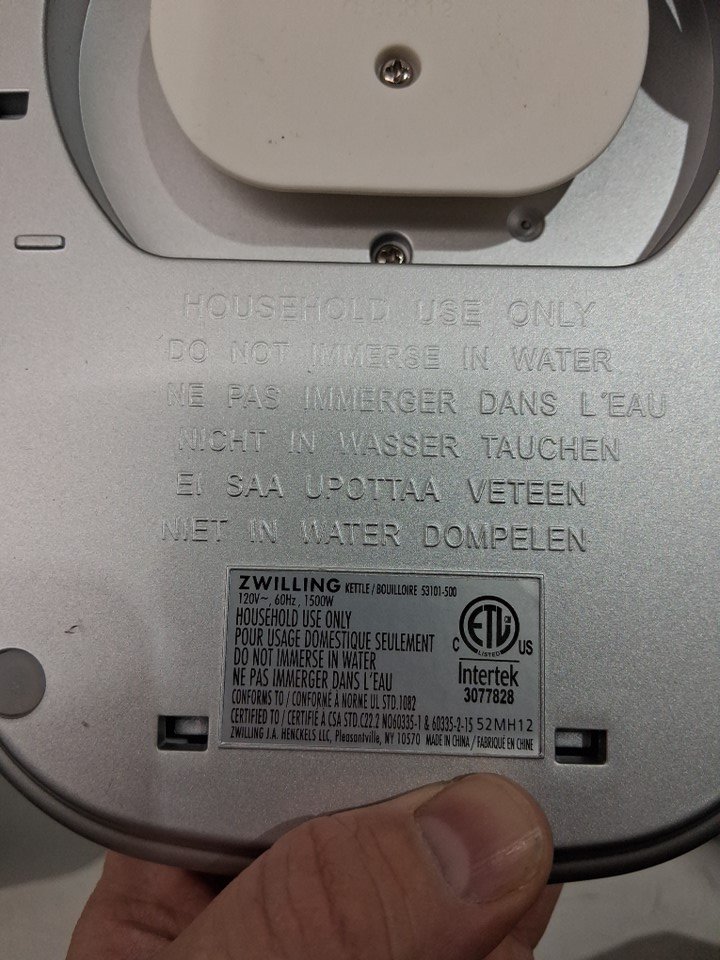 HOUSEHOLD USE ONLY
DO NOT IMMERSE IN WATER
NE PAS IMMERGER DANS L'EAU
NICHT IN WASSER TAUCHEN
EI SAA UPOTTAA VETEEN
NIET IN WATER DOMPELEN
ZWILLING KETTLE / BOUILLOIRE 53101-500
120V~, 60Hz, 1500W
HOUSEHOLD USE ONLY
POUR USAGE DOMESTIQUE SEULEMENT
DO NOT IMMERSE IN WATER
NE PAS IMMERGER DANS L'EAU
CONFORMS TO / CONFORMÉ À NORME UL STD.1082
CERTIFIED TO / CERTIFIÉ À CSA STD.C22.2 NO60335-1 & 60335-2-15 52MH12
ZWILLING J.A. HENCKELS LLC, Pleasantville, NY 10570 MADE IN CHINA / FABRIQUÉ EN CHINE
ETL
C US
LISTED
Intertek
3077828